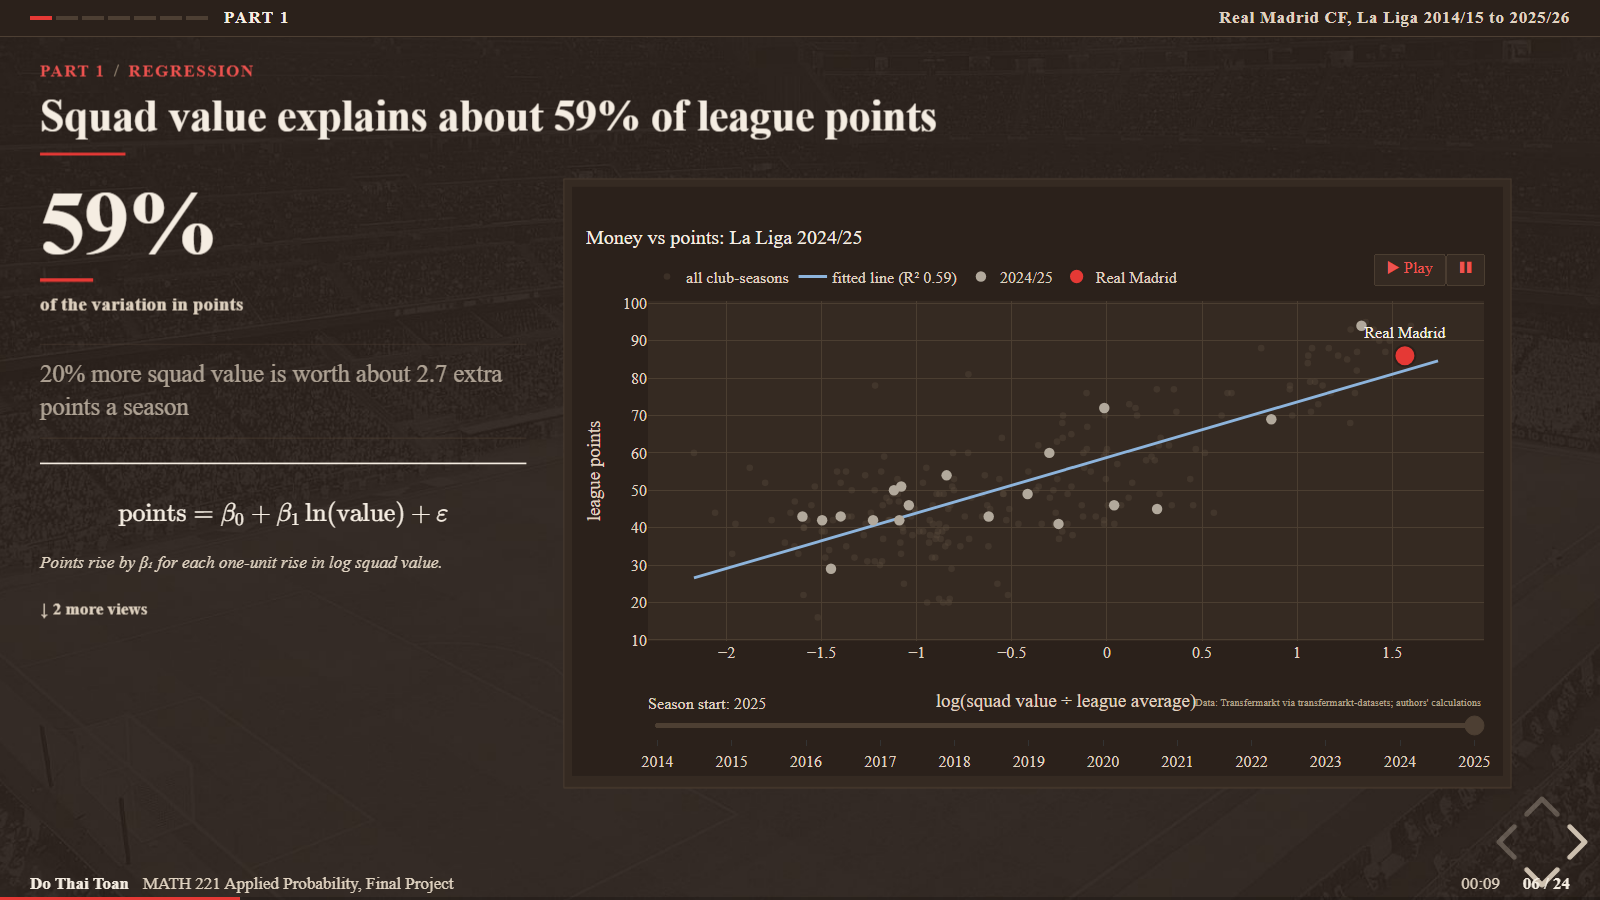 PART 1
Real Madrid CF, La Liga 2014/15 to 2025/26
PART 1 / REGRESSION
Squad value explains about 59% of league points
59%
of the variation in points
20% more squad value is worth about 2.7 extra
points a season
points = β₀ + β₁ ln(value) + ε
Points rise by β₁ for each one-unit rise in log squad value.
↓ 2 more views
Money vs points: La Liga 2024/25
all club-seasons
fitted line (R² 0.59)
2024/25
Real Madrid
▶ Play
Real Madrid
league points
100
90
80
70
60
50
40
30
20
10
−2 −1.5 −1 −0.5 0 0.5 1 1.5
log(squad value ÷ league average)
Data: Transfermarkt via transfermarkt-datasets; authors' calculations
Season start: 2025
2014 2015 2016 2017 2018 2019 2020 2021 2022 2023 2024 2025
Do Thai Toan MATH 221 Applied Probability, Final Project
00:09 06 / 24